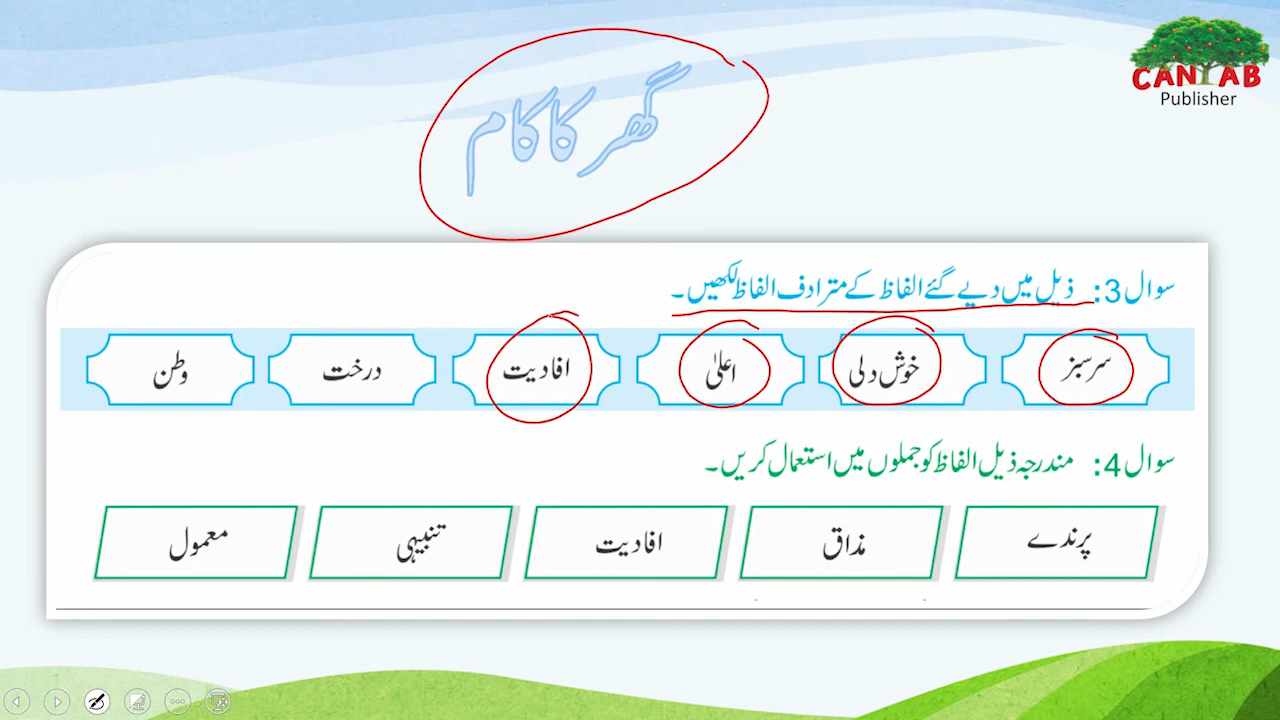 CANTAB
Publisher
گھر کا کام
سوال 3: ذیل میں دیے گئے الفاظ کے مترادف الفاظ لکھیں۔
سرسبز خوش دلی اعلیٰ افادیت درخت وطن
سوال 4: مندرجہ ذیل الفاظ کو جملوں میں استعمال کریں۔
پرندے مذاق افادیت تنبیہی معمول